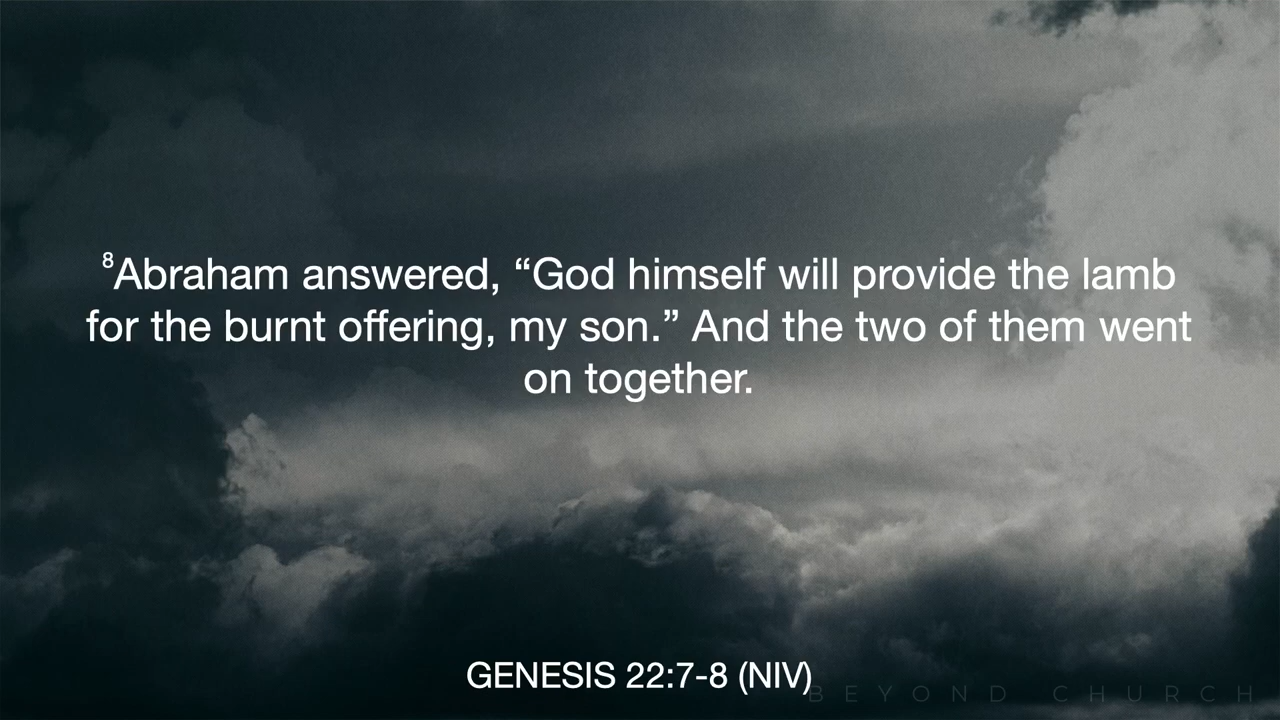 ⁸Abraham answered, “God himself will provide the lamb
for the burnt offering, my son.” And the two of them went
on together.
GENESIS 22:7-8 (NIV)
BEYOND CHURCH